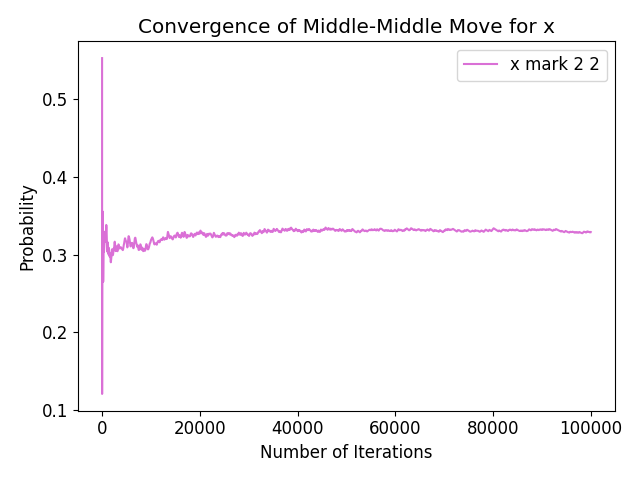 Convergence of Middle-Middle Move for x
x mark 2 2
Probability
0.5
0.4
0.3
0.2
0.1
0 20000 40000 60000 80000 100000
Number of Iterations